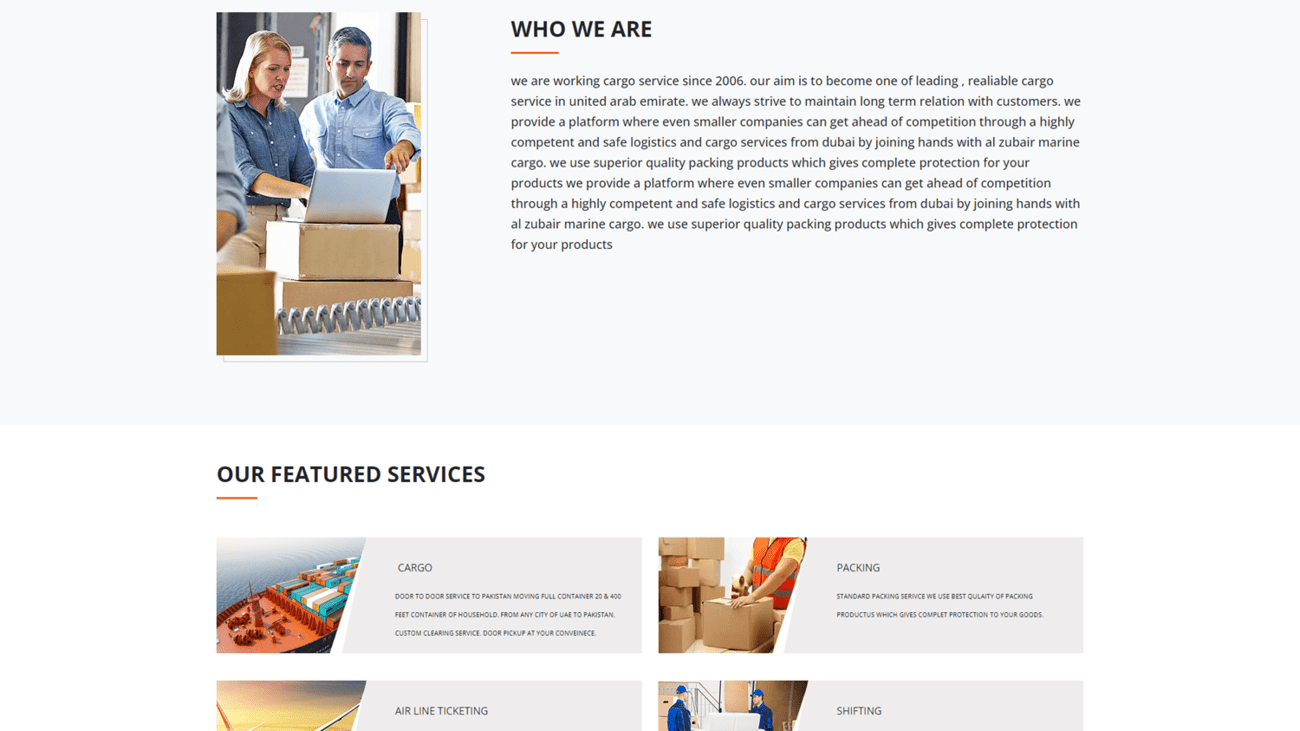 WHO WE ARE
we are working cargo service since 2006. our aim is to become one of leading , realiable cargo
service in united arab emirate. we always strive to maintain long term relation with customers. we
provide a platform where even smaller companies can get ahead of competition through a highly
competent and safe logistics and cargo services from dubai by joining hands with al zubair marine
cargo. we use superior quality packing products which gives complete protection for your
products we provide a platform where even smaller companies can get ahead of competition
through a highly competent and safe logistics and cargo services from dubai by joining hands with
al zubair marine cargo. we use superior quality packing products which gives complete protection
for your products
OUR FEATURED SERVICES
CARGO
DOOR TO DOOR SERVICE TO PAKISTAN MOVING FULL CONTAINER 20 & 400
FEET CONTAINER OF HOUSEHOLD. FROM ANY CITY OF UAE TO PAKISTAN.
CUSTOM CLEARING SERVICE. DOOR PICKUP AT YOUR CONVEINECE.
PACKING
STANDARD PACKING SERIVCE WE USE BEST QULAITY OF PACKING
PRODUCTUS WHICH GIVES COMPLET PROTECTION TO YOUR GOODS.
AIR LINE TICKETING
SHIFTING